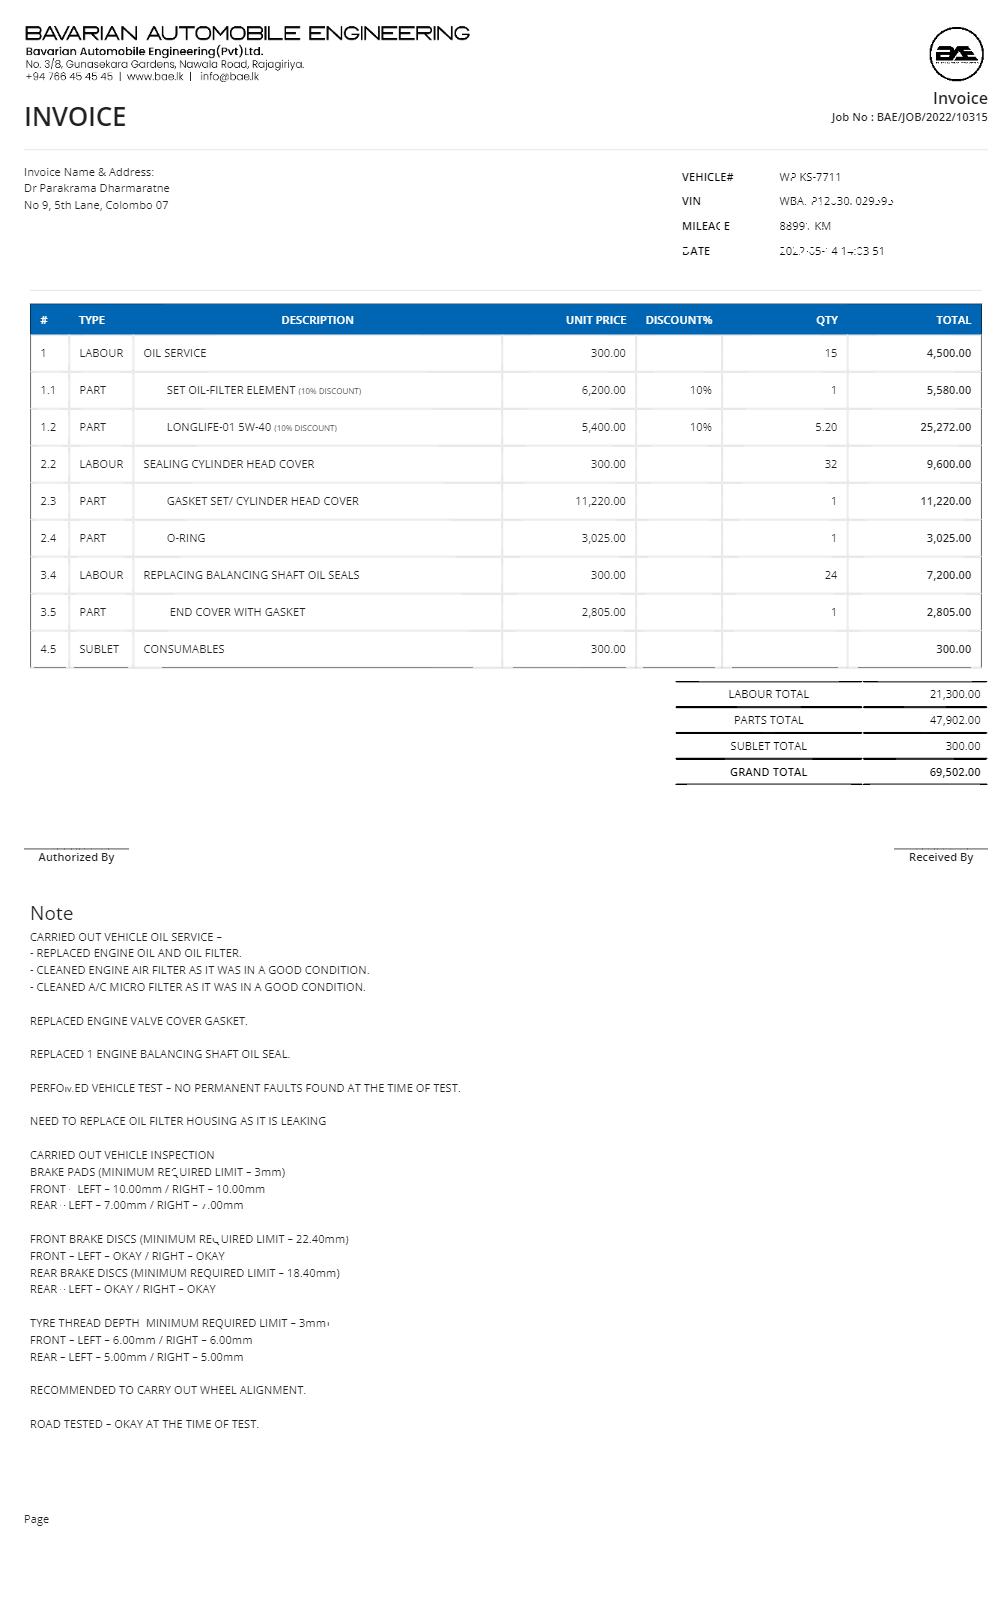 BAVARIAN AUTOMOBILE ENGINEERING
Bavarian Automobile Engineering(Pvt)Ltd.
No. 3/8, Gunasekara Gardens, Nawala Road, Rajagiriya.
+94 766 45 45 45 | www.bae.lk | info@bae.lk
BAE
INVOICE
Invoice
Job No : BAE/JOB/2022/10315
Invoice Name & Address:
Dr Parakrama Dharmaratne
No 9, 5th Lane, Colombo 07
VEHICLE# WP KS-7711
VIN
MILEAGE KM
DATE
# TYPE DESCRIPTION UNIT PRICE DISCOUNT% QTY TOTAL
1 LABOUR OIL SERVICE 300.00 15 4,500.00
1.1 PART SET OIL-FILTER ELEMENT (10% DISCOUNT) 6,200.00 10% 1 5,580.00
1.2 PART LONGLIFE-01 5W-40 (10% DISCOUNT) 5,400.00 10% 5.20 25,272.00
2.2 LABOUR SEALING CYLINDER HEAD COVER 300.00 32 9,600.00
2.3 PART GASKET SET/ CYLINDER HEAD COVER 11,220.00 1 11,220.00
2.4 PART O-RING 3,025.00 1 3,025.00
3.4 LABOUR REPLACING BALANCING SHAFT OIL SEALS 300.00 24 7,200.00
3.5 PART END COVER WITH GASKET 2,805.00 1 2,805.00
4.5 SUBLET CONSUMABLES 300.00 300.00
LABOUR TOTAL 21,300.00
PARTS TOTAL 47,902.00
SUBLET TOTAL 300.00
GRAND TOTAL 69,502.00
Authorized By
Received By
Note
CARRIED OUT VEHICLE OIL SERVICE –
- REPLACED ENGINE OIL AND OIL FILTER.
- CLEANED ENGINE AIR FILTER AS IT WAS IN A GOOD CONDITION.
- CLEANED A/C MICRO FILTER AS IT WAS IN A GOOD CONDITION.
REPLACED ENGINE VALVE COVER GASKET.
REPLACED 1 ENGINE BALANCING SHAFT OIL SEAL.
PERFORMED VEHICLE TEST – NO PERMANENT FAULTS FOUND AT THE TIME OF TEST.
NEED TO REPLACE OIL FILTER HOUSING AS IT IS LEAKING
CARRIED OUT VEHICLE INSPECTION
BRAKE PADS (MINIMUM REQUIRED LIMIT – 3mm)
FRONT LEFT – 10.00mm / RIGHT – 10.00mm
REAR - LEFT – 7.00mm / RIGHT – 7.00mm
FRONT BRAKE DISCS (MINIMUM REQUIRED LIMIT – 22.40mm)
FRONT – LEFT – OKAY / RIGHT – OKAY
REAR BRAKE DISCS (MINIMUM REQUIRED LIMIT – 18.40mm)
REAR - LEFT – OKAY / RIGHT – OKAY
TYRE THREAD DEPTH MINIMUM REQUIRED LIMIT – 3mm
FRONT – LEFT – 6.00mm / RIGHT – 6.00mm
REAR – LEFT – 5.00mm / RIGHT – 5.00mm
RECOMMENDED TO CARRY OUT WHEEL ALIGNMENT.
ROAD TESTED – OKAY AT THE TIME OF TEST.
Page